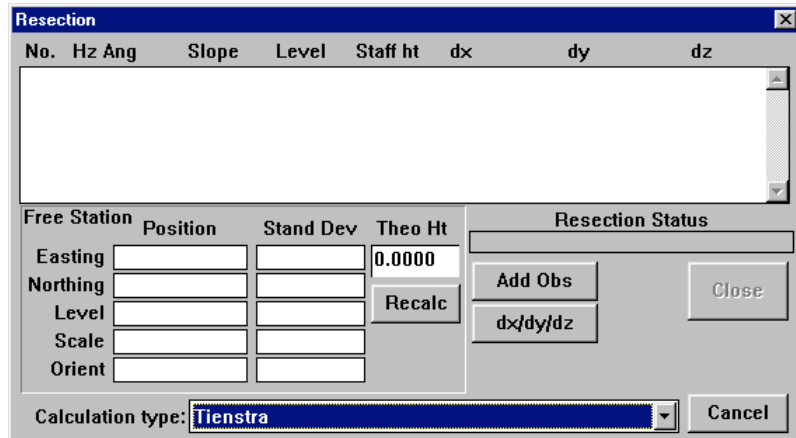 Resection
No. Hz Ang Slope Level Staff ht dx dy dz
Free Station Position Stand Dev Theo Ht
Resection Status
Easting 0.0000
Northing
Level
Scale
Orient
Recalc
Add Obs
dx/dy/dz
Close
Calculation type: Tienstra
Cancel